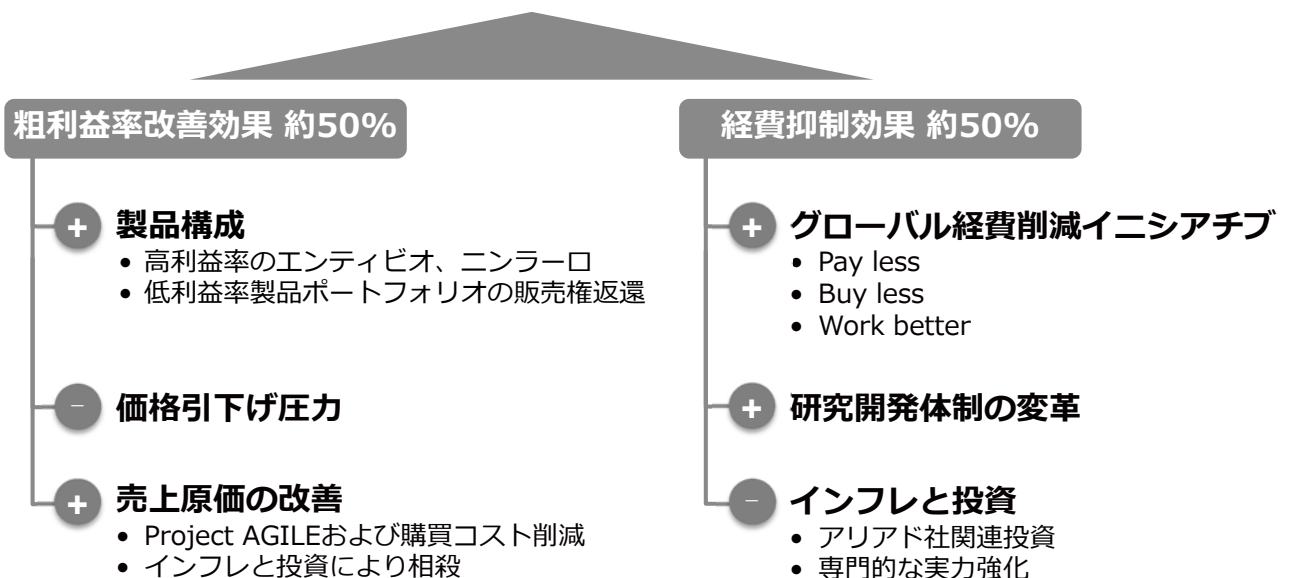 粗利益率改善効果 約50%
+ 製品構成
• 高利益率のエンティビオ、ニンラーロ
• 低利益率製品ポートフォリオの販売権返還
− 価格引下げ圧力
+ 売上原価の改善
• Project AGILEおよび購買コスト削減
• インフレと投資により相殺
経費抑制効果 約50%
+ グローバル経費削減イニシアチブ
• Pay less
• Buy less
• Work better
+ 研究開発体制の変革
− インフレと投資
• アリアド社関連投資
• 専門的な実力強化